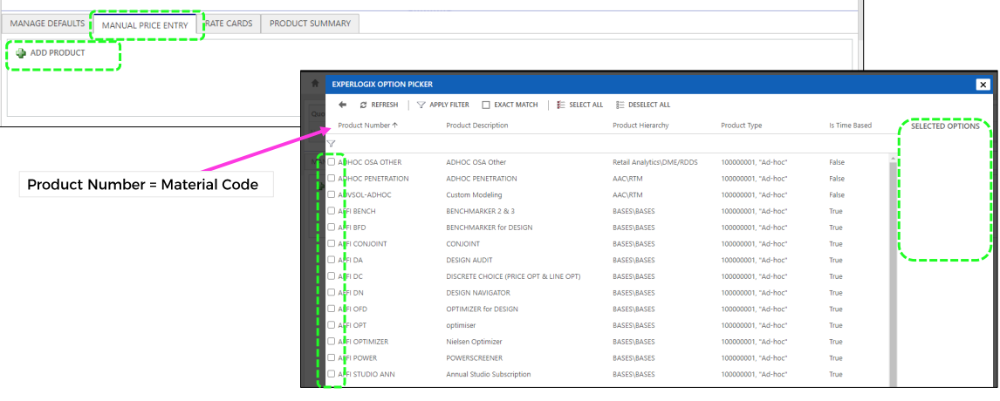 MANAGE DEFAULTS MANUAL PRICE ENTRY RATE CARDS PRODUCT SUMMARY
ADD PRODUCT
EXPERLOGIX OPTION PICKER
REFRESH APPLY FILTER EXACT MATCH SELECT ALL DESELECT ALL
Product Number ↑ Product Description Product Hierarchy Product Type Is Time Based SELECTED OPTIONS
ADHOC OSA OTHER ADHOC OSA Other Retail Analytics\DME/RDDS 100000001, "Ad-hoc" False
ADHOC PENETRATION ADHOC PENETRATION AAC\RTM 100000001, "Ad-hoc" False
ADVSOL-ADHOC Custom Modeling AAC\RTM 100000001, "Ad-hoc" False
AFFI BENCH BENCHMARKER 2 & 3 BASES\BASES 100000001, "Ad-hoc" True
AFFI BFD BENCHMARKER for DESIGN BASES\BASES 100000001, "Ad-hoc" True
AFFI CONJOINT CONJOINT BASES\BASES 100000001, "Ad-hoc" True
AFFI DA DESIGN AUDIT BASES\BASES 100000001, "Ad-hoc" True
AFFI DC DISCRETE CHOICE (PRICE OPT & LINE OPT) BASES\BASES 100000001, "Ad-hoc" True
AFFI DN DESIGN NAVIGATOR BASES\BASES 100000001, "Ad-hoc" True
AFFI OFD OPTIMIZER for DESIGN BASES\BASES 100000001, "Ad-hoc" True
AFFI OPT optimiser BASES\BASES 100000001, "Ad-hoc" True
AFFI OPTIMIZER Nielsen Optimizer BASES\BASES 100000001, "Ad-hoc" True
AFFI POWER POWERSCREENER BASES\BASES 100000001, "Ad-hoc" True
AFFI STUDIO ANN Annual Studio Subscription BASES\BASES 100000001, "Ad-hoc" True
Product Number = Material Code